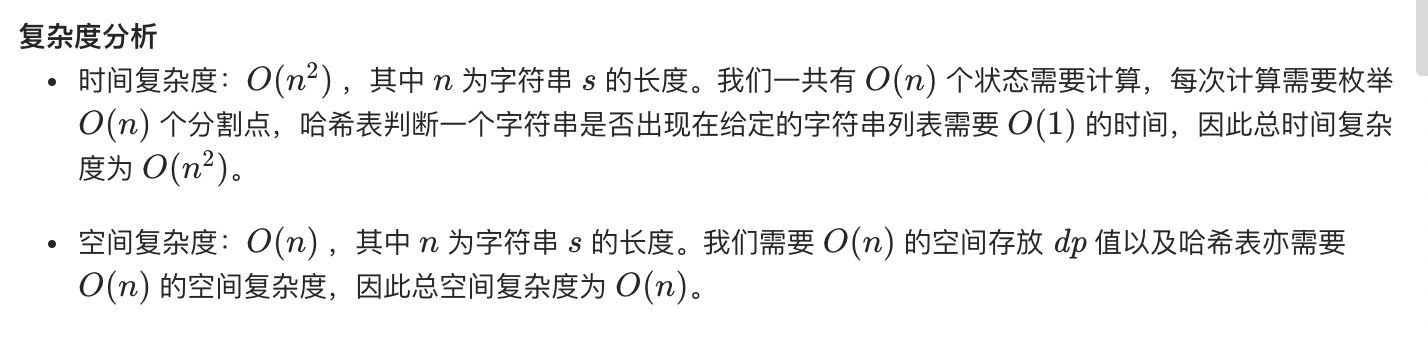 复杂度分析
• 时间复杂度：O(n²) ，其中 n 为字符串 s 的长度。我们一共有 O(n) 个状态需要计算，每次计算需要枚举
O(n) 个分割点，哈希表判断一个字符串是否出现在给定的字符串列表需要 O(1) 的时间，因此总时间复杂
度为 O(n²)。
• 空间复杂度：O(n) ，其中 n 为字符串 s 的长度。我们需要 O(n) 的空间存放 dp 值以及哈希表亦需要
O(n) 的空间复杂度，因此总空间复杂度为 O(n)。